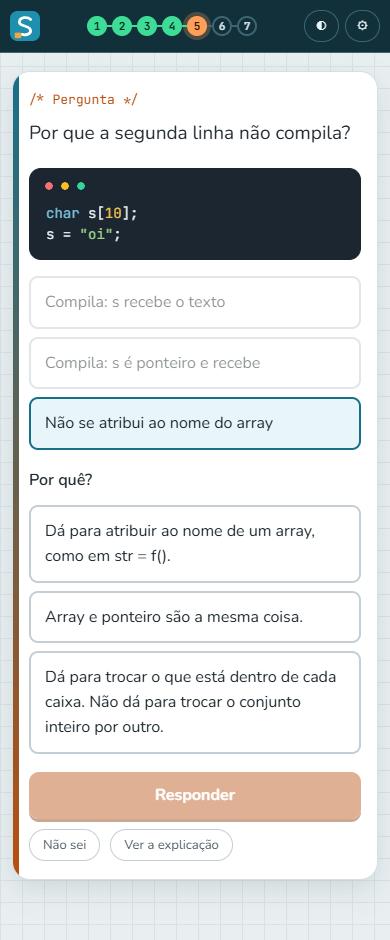 S
1 2 3 4 5 6 7
/* Pergunta */
Por que a segunda linha não compila?
char s[10];
s = "oi";
Compila: s recebe o texto
Compila: s é ponteiro e recebe
Não se atribui ao nome do array
Por quê?
Dá para atribuir ao nome de um array,
como em str = f().
Array e ponteiro são a mesma coisa.
Dá para trocar o que está dentro de cada
caixa. Não dá para trocar o conjunto
inteiro por outro.
Responder
Não sei
Ver a explicação